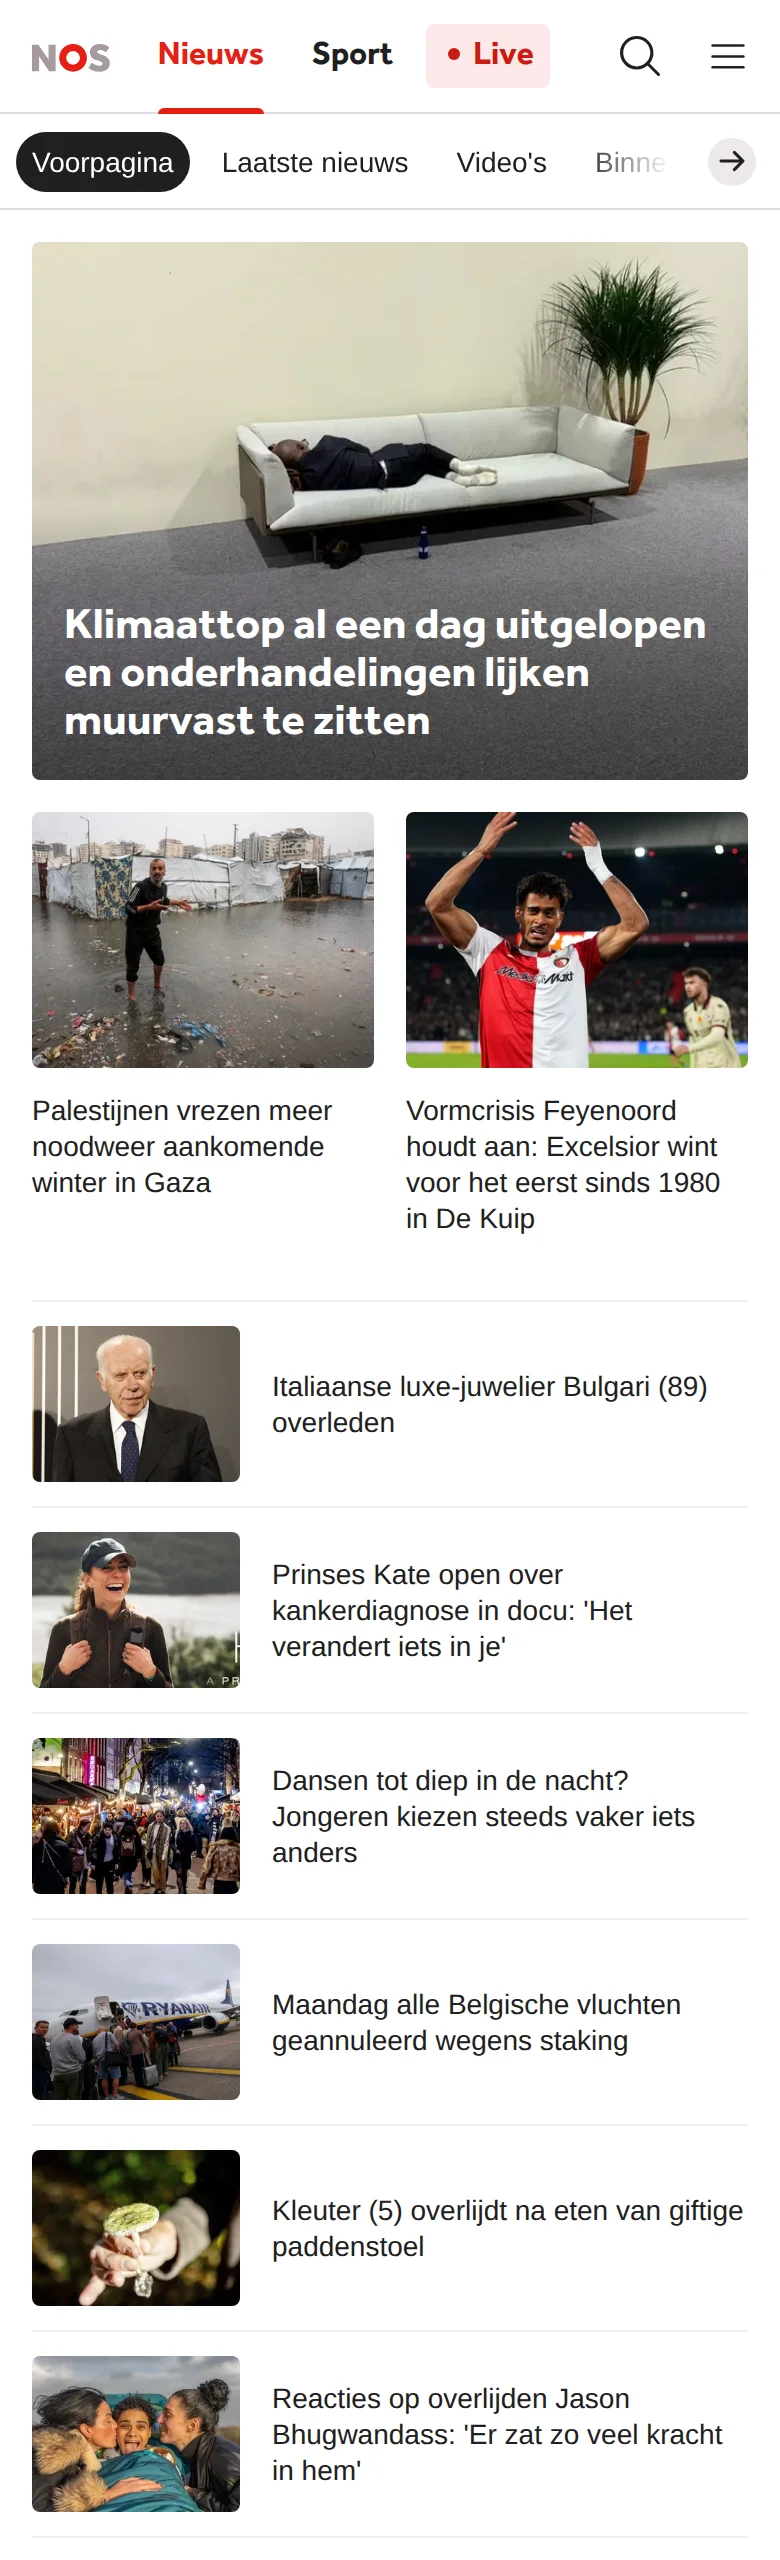 NOS
Nieuws
Sport
Live
Voorpagina
Laatste nieuws
Video's
Binne
Klimaattop al een dag uitgelopen
en onderhandelingen lijken
muurvast te zitten
MediaMarkt
Palestijnen vrezen meer
noodweer aankomende
winter in Gaza
Vormcrisis Feyenoord
houdt aan: Excelsior wint
voor het eerst sinds 1980
in De Kuip
Italiaanse luxe-juwelier Bulgari (89)
overleden
H
A PR
Prinses Kate open over
kankerdiagnose in docu: 'Het
verandert iets in je'
Dansen tot diep in de nacht?
Jongeren kiezen steeds vaker iets
anders
RYANAIR
Maandag alle Belgische vluchten
geannuleerd wegens staking
Kleuter (5) overlijdt na eten van giftige
paddenstoel
Reacties op overlijden Jason
Bhugwandass: 'Er zat zo veel kracht
in hem'